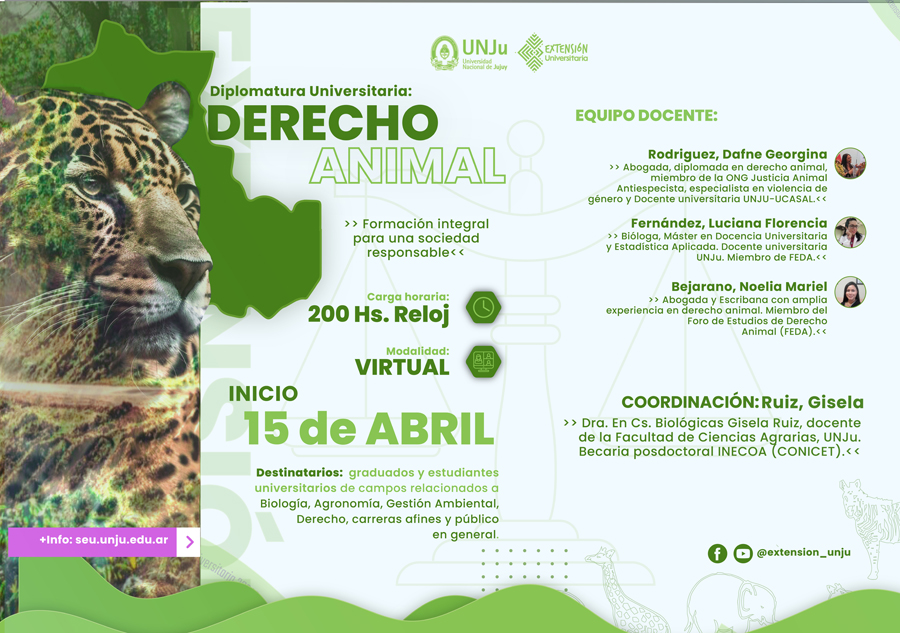 UNJu
Universidad
Nacional de Jujuy
EXTENSIÓN
Universitaria
Diplomatura Universitaria:
DERECHO
ANIMAL
>> Formación integral
para una sociedad
responsable<<
Carga horaria:
200 Hs. Reloj
Modalidad:
VIRTUAL
INICIO
15 de ABRIL
Destinatarios: graduados y estudiantes
universitarios de campos relacionados a
Biología, Agronomía, Gestión Ambiental,
Derecho, carreras afines y público
en general.
+Info: seu.unju.edu.ar
EQUIPO DOCENTE:
Rodriguez, Dafne Georgina
>> Abogada, diplomada en derecho animal,
miembro de la ONG Justicia Animal
Antiespecista, especialista en violencia de
género y Docente universitaria UNJU-UCASAL.<<
Fernández, Luciana Florencia
>> Bióloga, Máster en Docencia Universitaria
y Estadística Aplicada. Docente universitaria
UNJu. Miembro de FEDA.<<
Bejarano, Noelia Mariel
>> Abogada y Escribana con amplia
experiencia en derecho animal. Miembro del
Foro de Estudios de Derecho
Animal (FEDA).<<
COORDINACIÓN: Ruiz, Gisela
>> Dra. En Cs. Biológicas Gisela Ruiz, docente
de la Facultad de Ciencias Agrarias, UNJu.
Becaria posdoctoral INECOA (CONICET).<<
@extension_unju